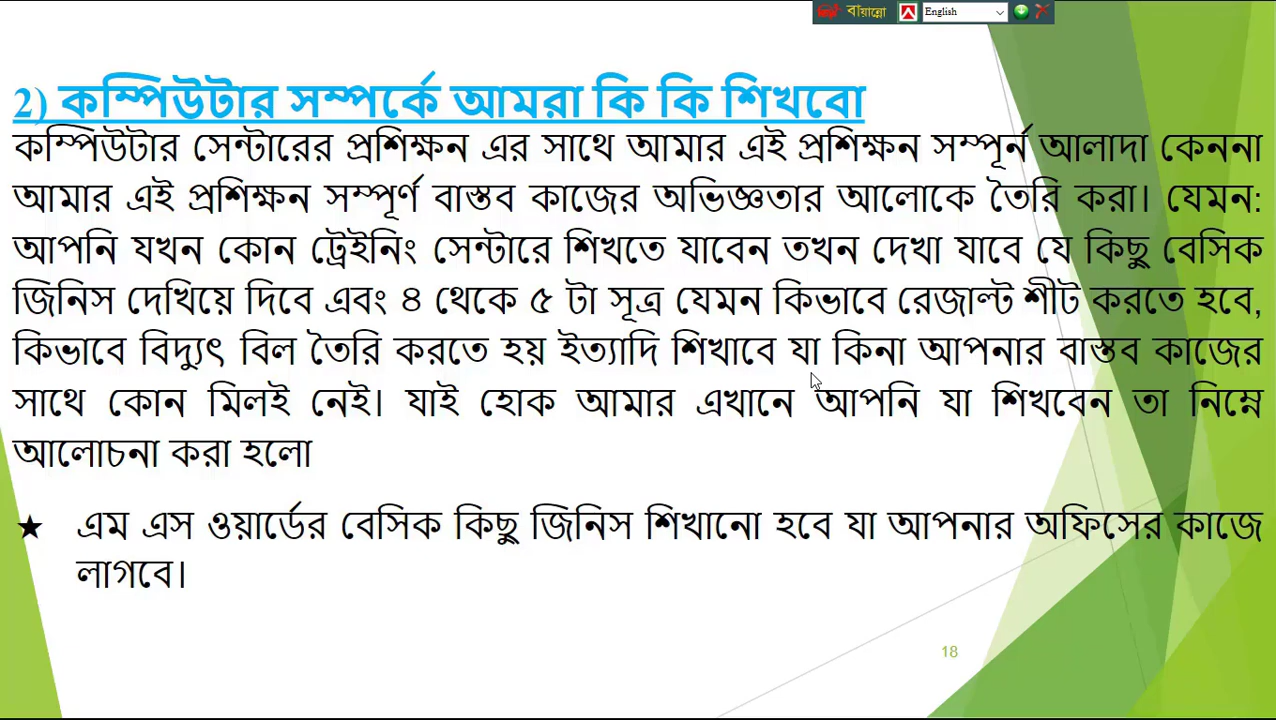 বায়ান্নো English
2) কম্পিউটার সম্পর্কে আমরা কি কি শিখবো
কম্পিউটার সেন্টারের প্রশিক্ষন এর সাথে আমার এই প্রশিক্ষন সম্পূর্ন আলাদা কেননা
আমার এই প্রশিক্ষন সম্পূর্ণ বাস্তব কাজের অভিজ্ঞতার আলোকে তৈরি করা। যেমন:
আপনি যখন কোন ট্রেইনিং সেন্টারে শিখতে যাবেন তখন দেখা যাবে যে কিছু বেসিক
জিনিস দেখিয়ে দিবে এবং ৪ থেকে ৫ টা সূত্র যেমন কিভাবে রেজাল্ট শীট করতে হবে,
কিভাবে বিদ্যুৎ বিল তৈরি করতে হয় ইত্যাদি শিখাবে যা কিনা আপনার বাস্তব কাজের
সাথে কোন মিলই নেই। যাই হোক আমার এখানে আপনি যা শিখবেন তা নিম্নে
আলোচনা করা হলো
★ এম এস ওয়ার্ডের বেসিক কিছু জিনিস শিখানো হবে যা আপনার অফিসের কাজে
লাগবে।
18